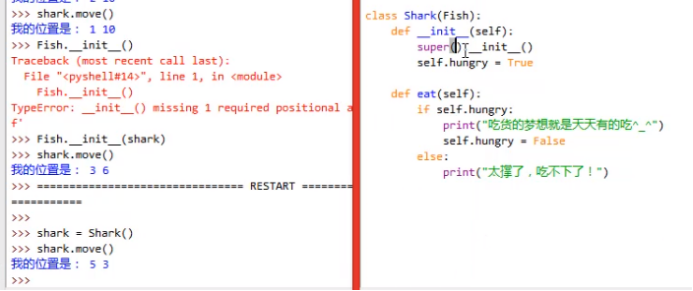 >>> shark.move()
我的位置是： 1 10
>>> Fish.__init__()
Traceback (most recent call last):
  File "<pyshell#14>", line 1, in <module>
    Fish.__init__()
TypeError: __init__() missing 1 required positional a
f'
>>> Fish.__init__(shark)
>>> shark.move()
我的位置是： 3 6
>>> ================================ RESTART ========
===========
>>>
>>> shark = Shark()
>>> shark.move()
我的位置是： 5 3
>>>
class Shark(Fish):
    def __init__(self):
        super().__init__()
        self.hungry = True
    def eat(self):
        if self.hungry:
            print("吃货的梦想就是天天有的吃^_^")
            self.hungry = False
        else:
            print("太撑了，吃不下了！")